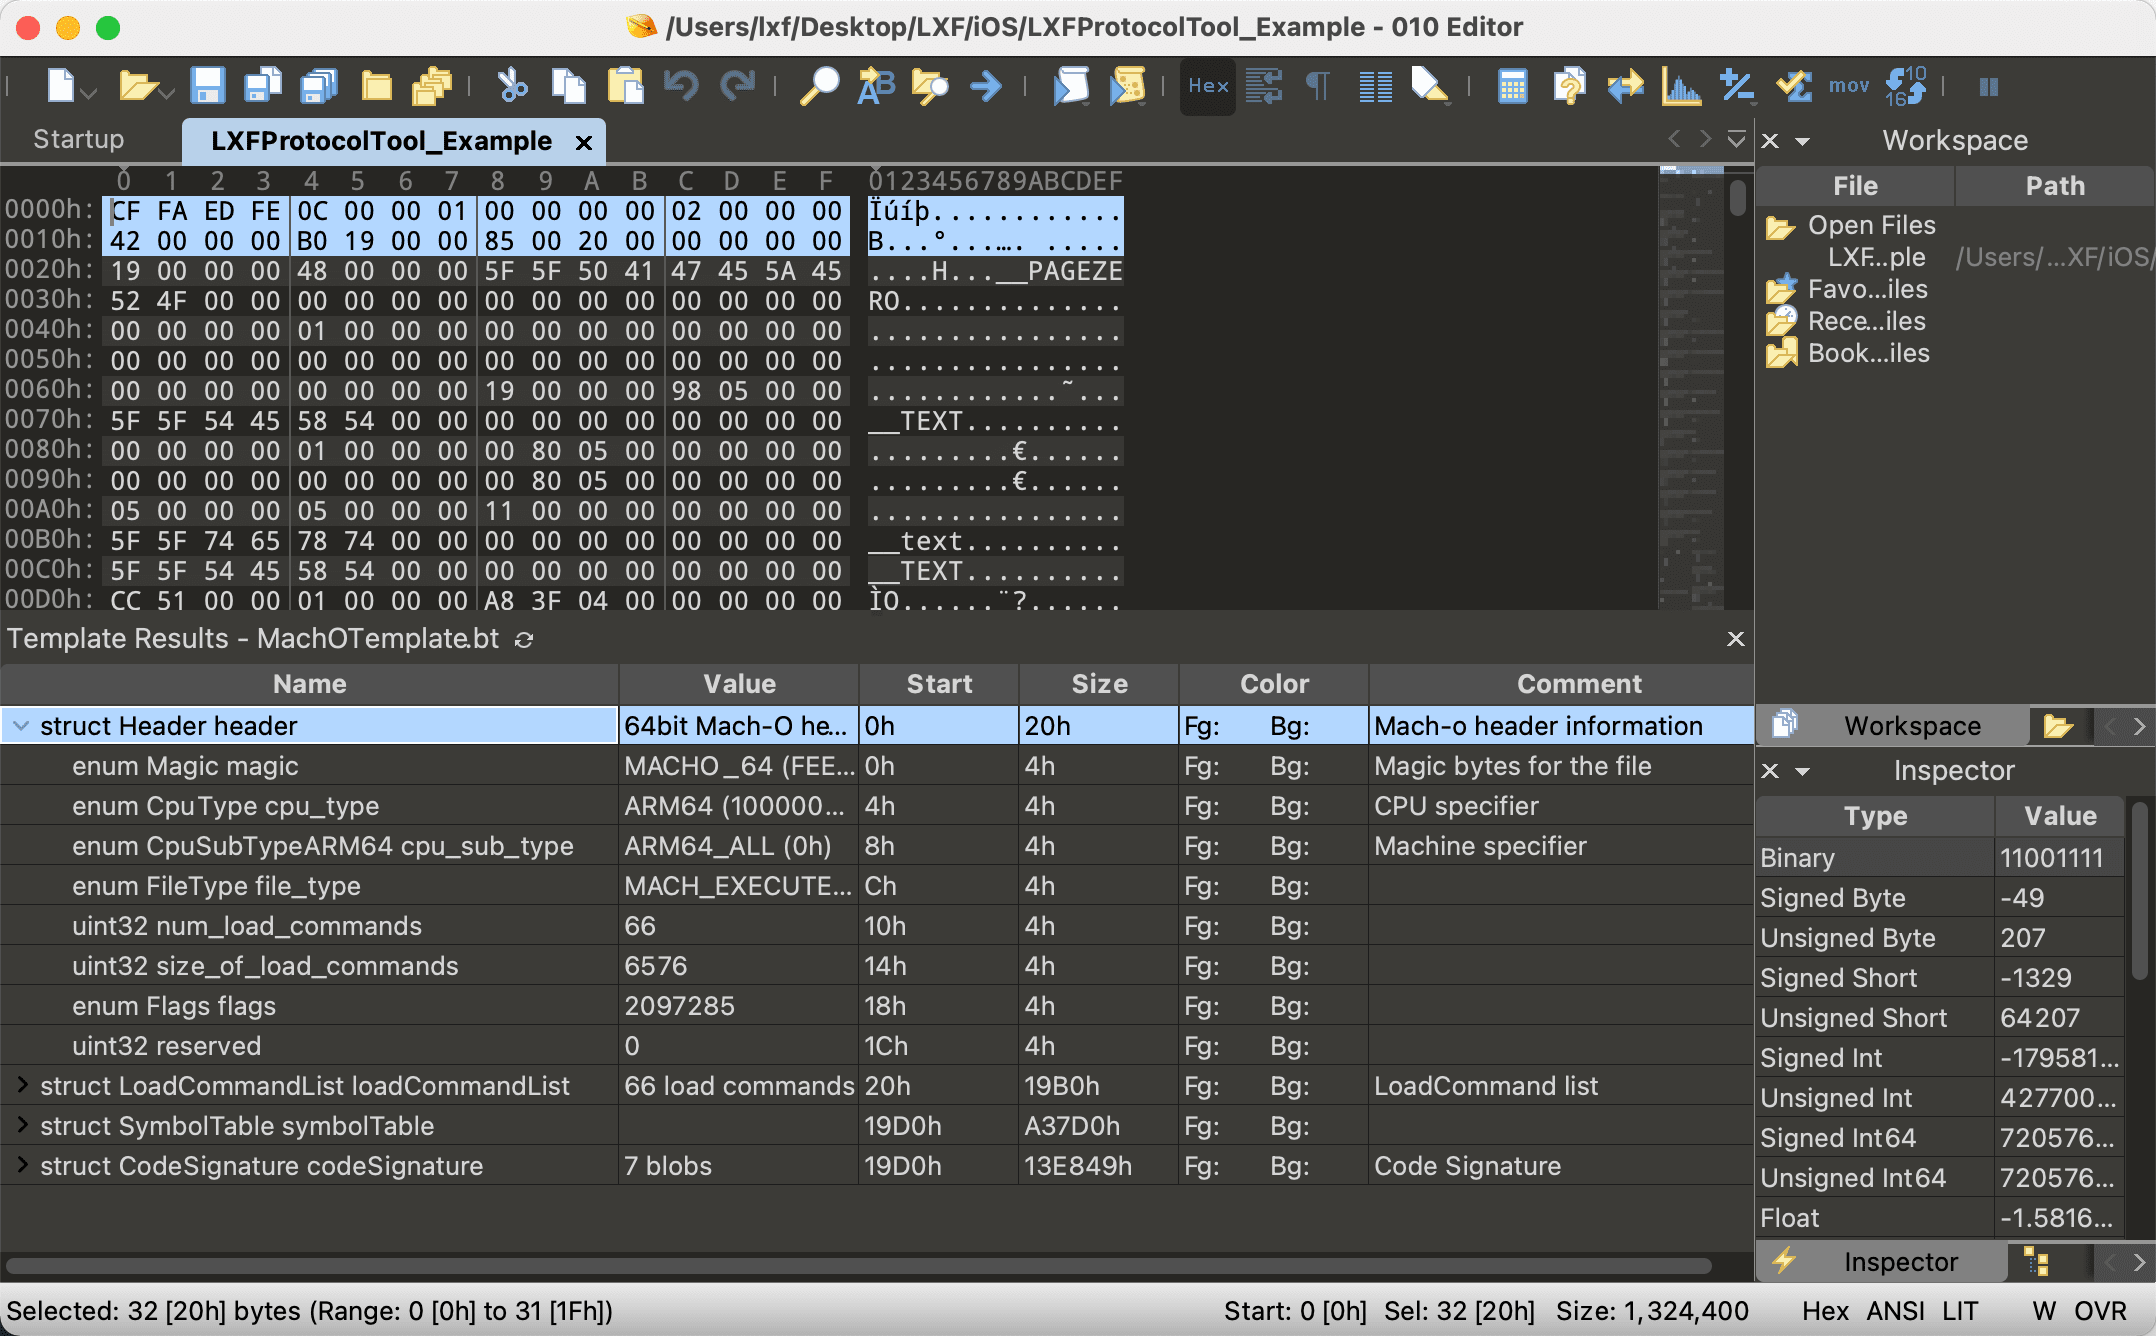 /Users/lxf/Desktop/LXF/iOS/LXFProtocolTool_Example - 010 Editor
Hex
mov
10
16
Startup
LXFProtocolTool_Example
Workspace
File Path
Open Files
LXF...ple /Users/ ...XF/iOS/
Favo...iles
Rece...iles
Book...iles
0 1 2 3 4 5 6 7 8 9 A B C D E F 0123456789ABCDEF
0000h: CF FA ED FE 0C 00 00 01 00 00 00 00 02 00 00 00 Ïúíþ............
0010h: 42 00 00 00 B0 19 00 00 85 00 20 00 00 00 00 00 B...°...…. .....
0020h: 19 00 00 00 48 00 00 00 5F 5F 50 41 47 45 5A 45 ....H...__PAGEZE
0030h: 52 4F 00 00 00 00 00 00 00 00 00 00 00 00 00 00 RO..............
0040h: 00 00 00 00 01 00 00 00 00 00 00 00 00 00 00 00 ................
0050h: 00 00 00 00 00 00 00 00 00 00 00 00 00 00 00 00 ................
0060h: 00 00 00 00 00 00 00 00 19 00 00 00 98 05 00 00 ............˜...
0070h: 5F 5F 54 45 58 54 00 00 00 00 00 00 00 00 00 00 __TEXT..........
0080h: 00 00 00 00 01 00 00 00 00 80 05 00 00 00 00 00 .........€......
0090h: 00 00 00 00 00 00 00 00 00 80 05 00 00 00 00 00 .........€......
00A0h: 05 00 00 00 05 00 00 00 11 00 00 00 00 00 00 00 ................
00B0h: 5F 5F 74 65 78 74 00 00 00 00 00 00 00 00 00 00 __text..........
00C0h: 5F 5F 54 45 58 54 00 00 00 00 00 00 00 00 00 00 __TEXT..........
00D0h: CC 51 00 00 01 00 00 00 A8 3F 04 00 00 00 00 00 ÌQ......¨?......
Template Results - MachOTemplate.bt
Name Value Start Size Color Comment
struct Header header 64bit Mach-O he... 0h 20h Fg: Bg: Mach-o header information
enum Magic magic MACHO_64 (FEE... 0h 4h Fg: Bg: Magic bytes for the file
enum CpuType cpu_type ARM64 (100000... 4h 4h Fg: Bg: CPU specifier
enum CpuSubTypeARM64 cpu_sub_type ARM64_ALL (0h) 8h 4h Fg: Bg: Machine specifier
enum FileType file_type MACH_EXECUTE... Ch 4h Fg: Bg:
uint32 num_load_commands 66 10h 4h Fg: Bg:
uint32 size_of_load_commands 6576 14h 4h Fg: Bg:
enum Flags flags 2097285 18h 4h Fg: Bg:
uint32 reserved 0 1Ch 4h Fg: Bg:
struct LoadCommandList loadCommandList 66 load commands 20h 19B0h Fg: Bg: LoadCommand list
struct SymbolTable symbolTable 19D0h A37D0h Fg: Bg:
struct CodeSignature codeSignature 7 blobs 19D0h 13E849h Fg: Bg: Code Signature
Workspace
Inspector
Type Value
Binary 11001111
Signed Byte -49
Unsigned Byte 207
Signed Short -1329
Unsigned Short 64207
Signed Int -179581...
Unsigned Int 427700...
Signed Int64 720576...
Unsigned Int64 720576...
Float -1.5816...
Inspector
Selected: 32 [20h] bytes (Range: 0 [0h] to 31 [1Fh]) Start: 0 [0h] Sel: 32 [20h] Size: 1,324,400 Hex ANSI LIT W OVR